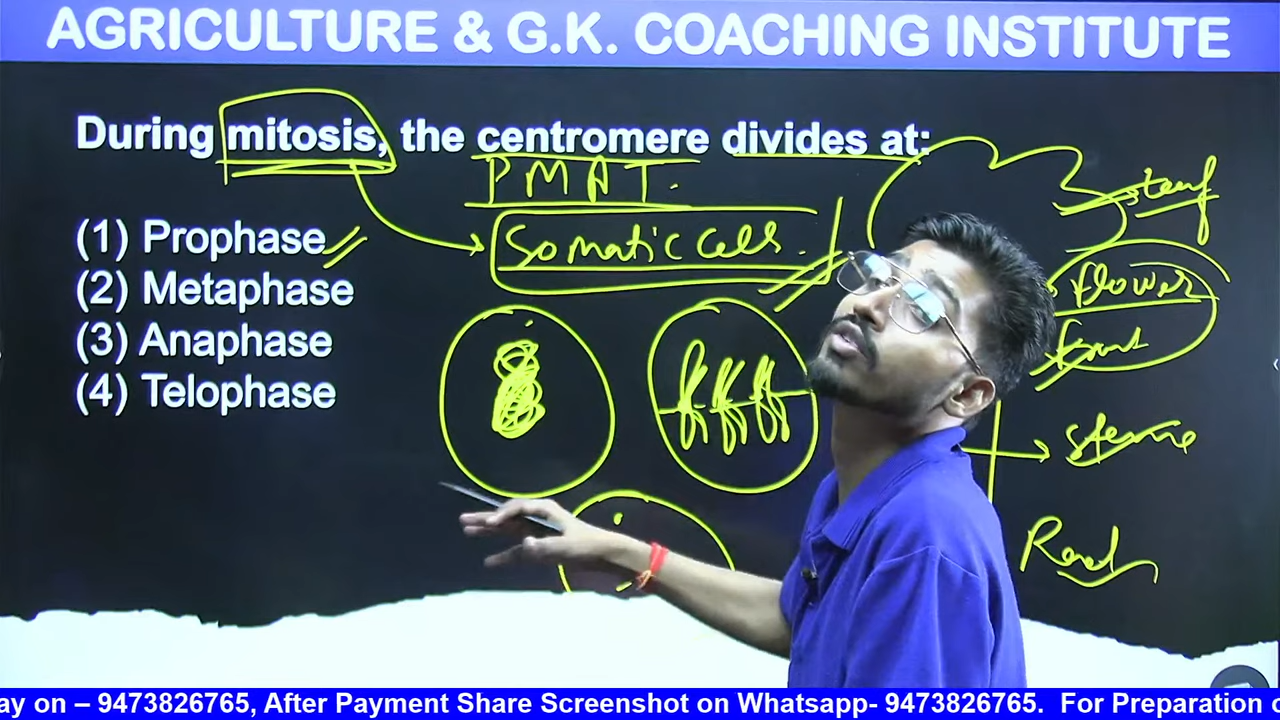 AGRICULTURE & G.K. COACHING INSTITUTE
During mitosis, the centromere divides at:
PMAT.
Somatic Cells.
(1) Prophase
(2) Metaphase
(3) Anaphase
(4) Telophase
flower
ay on – 9473826765, After Payment Share Screenshot on Whatsapp- 9473826765. For Preparation